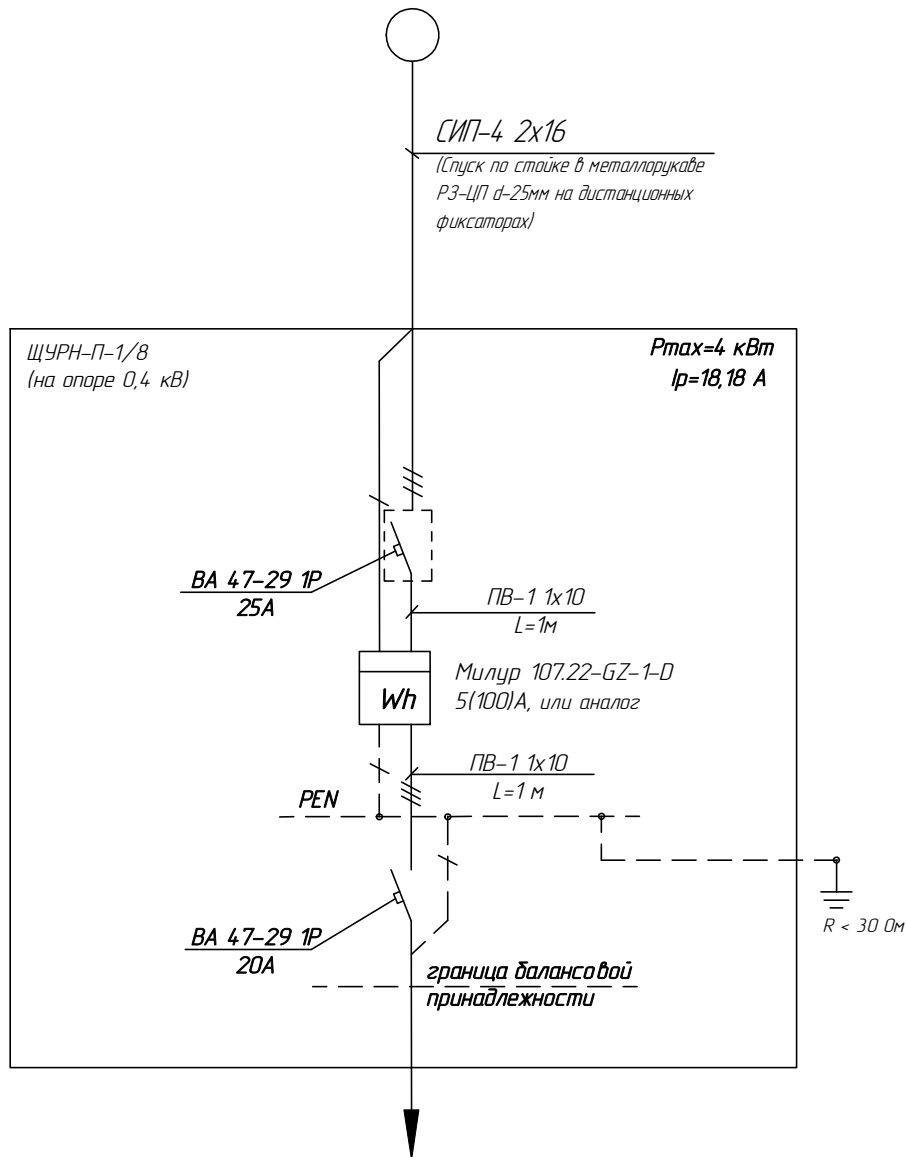 СИП-4 2х16
(Спуск по стойке в металлорукаве
РЗ-ЦП d-25мм на дистанционных
фиксаторах)
ЩУРН-П-1/8
(на опоре 0,4 кВ)
Pmax=4 кВт
Iр=18,18 А
ВА 47-29 1Р
25А
ПВ-1 1х10
L=1м
Wh
Милур 107.22-GZ-1-D
5(100)А, или аналог
ПВ-1 1х10
L=1 м
PEN
ВА 47-29 1Р
20А
R < 30 Ом
граница балансовой
принадлежности